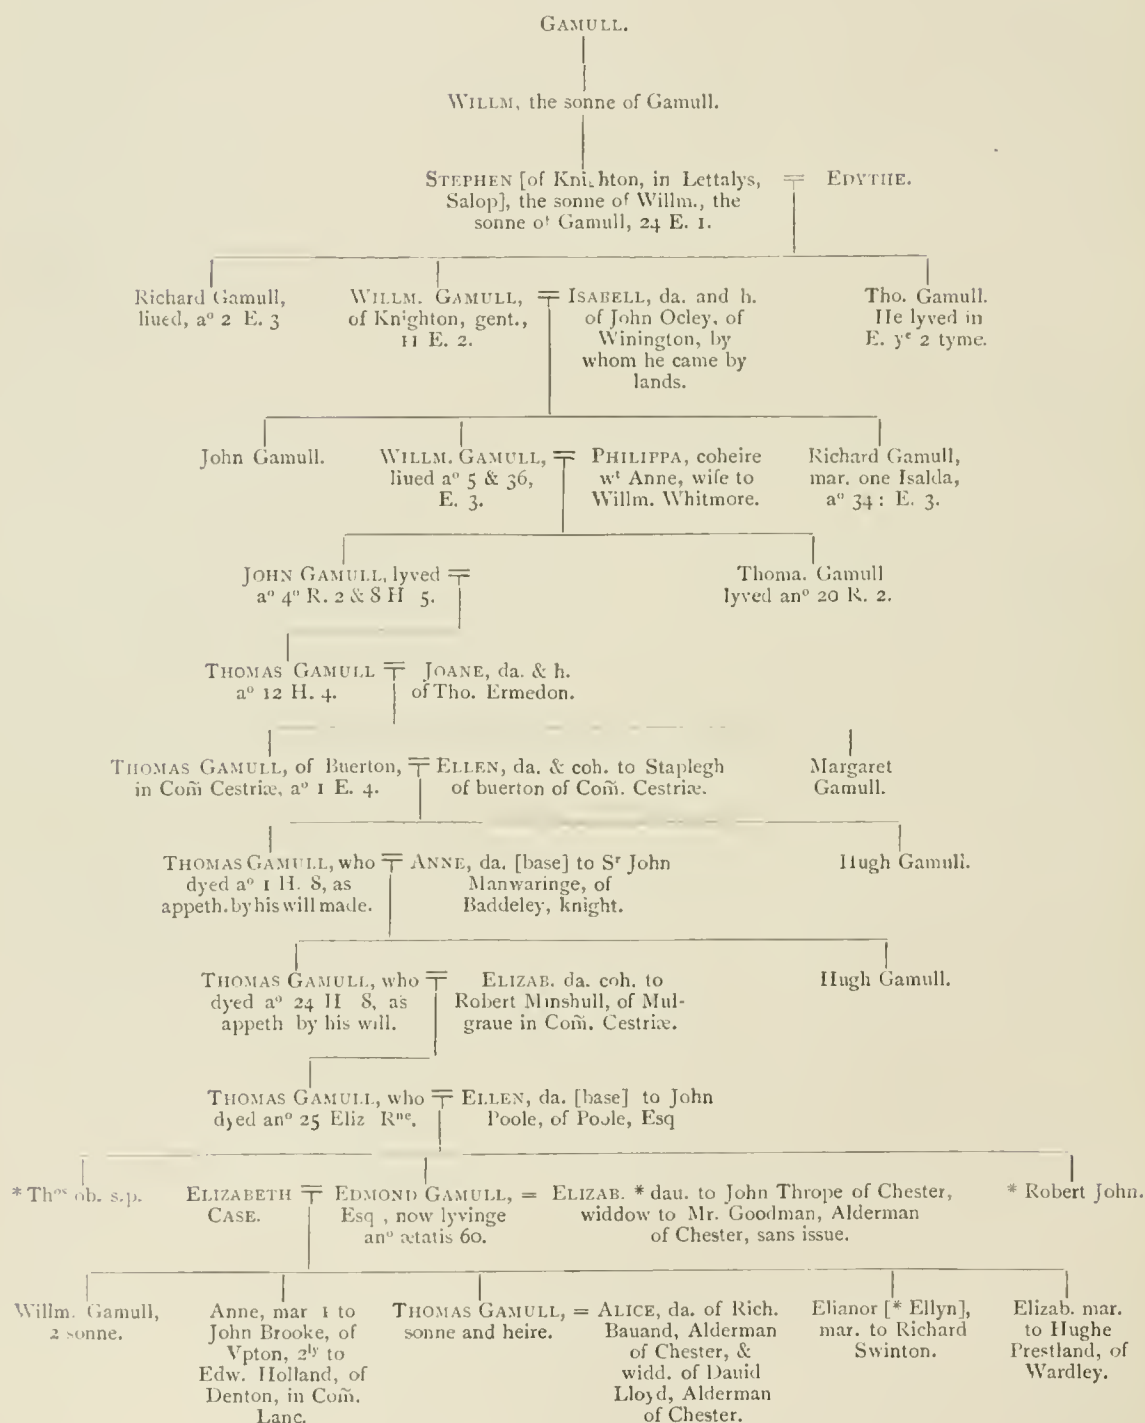 GAMULL.
WILLM, the sonne of Gamull.
STEPHEN [of Knighton, in Lettalys,
Salop], the sonne of Willm., the
sonne of Gamull, 24 E. 1.
= EDYTHE.
Richard Gamull,
liued, aº 2 E. 3
WILLM. GAMULL,
of Knighton, gent.,
11 E. 2.
= ISABELL, da. and h.
of John Ocley, of
Winington, by
whom he came by
lands.
Tho. Gamull.
He lyved in
E. yᵉ 2 tyme.
John Gamull.
WILLM. GAMULL,
liued aº 5 & 36,
E. 3.
= PHILIPPA, coheire
wᵗ Anne, wife to
Willm. Whitmore.
Richard Gamull,
mar. one Isalda,
aº 34 : E. 3.
JOHN GAMULL, lyved =
aº 4º R. 2 & 8 H 5.
Thoma. Gamull
lyved anº 20 R. 2.
THOMAS GAMULL
aº 12 H. 4.
= JOANE, da. & h.
of Tho. Ermedon.
THOMAS GAMULL, of Buerton,
in Com̃ Cestriæ, aº 1 E. 4.
= ELLEN, da. & coh. to Staplegh
of buerton of Com̃. Cestriæ.
Margaret
Gamull.
THOMAS GAMULL, who
dyed aº 1 H. 8, as
appeth. by his will made.
= ANNE, da. [base] to Sʳ John
Manwaringe, of
Baddeley, knight.
Hugh Gamull.
THOMAS GAMULL, who
dyed aº 24 H 8, as
appeth by his will.
= ELIZAB. da. coh. to
Robert Minshull, of Mul-
graue in Com̃. Cestriæ.
Hugh Gamull.
THOMAS GAMULL, who
dyed anº 25 Eliz Rⁿᵉ.
= ELLEN, da. [base] to John
Poole, of Poole, Esq
* Thᵒˢ ob. s.p.
ELIZABETH
CASE.
= EDMOND GAMULL,
Esq , now lyvinge
anº ætatis 60.
= ELIZAB. * dau. to John Thrope of Chester,
widdow to Mr. Goodman, Alderman
of Chester, sans issue.
* Robert John.
Willm. Gamull,
2 sonne.
Anne, mar 1 to
John Brooke, of
Vpton, 2ˡʸ to
Edw. Holland, of
Denton, in Com̃.
Lanc.
THOMAS GAMULL,
sonne and heire.
= ALICE, da. of Rich.
Bauand, Alderman
of Chester, &
widd. of Dauid
Lloyd, Alderman
of Chester.
Elianor [* Ellyn],
mar. to Richard
Swinton.
Elizab. mar.
to Hughe
Prestland, of
Wardley.